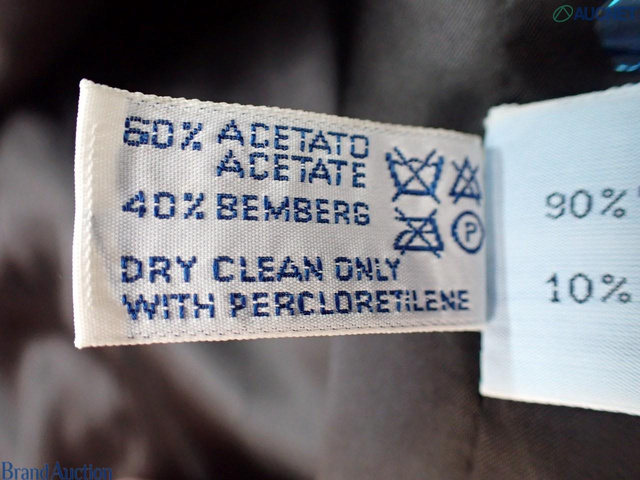 60% ACETATO
ACETATE
40% BEMBERG
DRY CLEAN ONLY
WITH PERCLORETILENE
P
90%
10%
Brand Auction